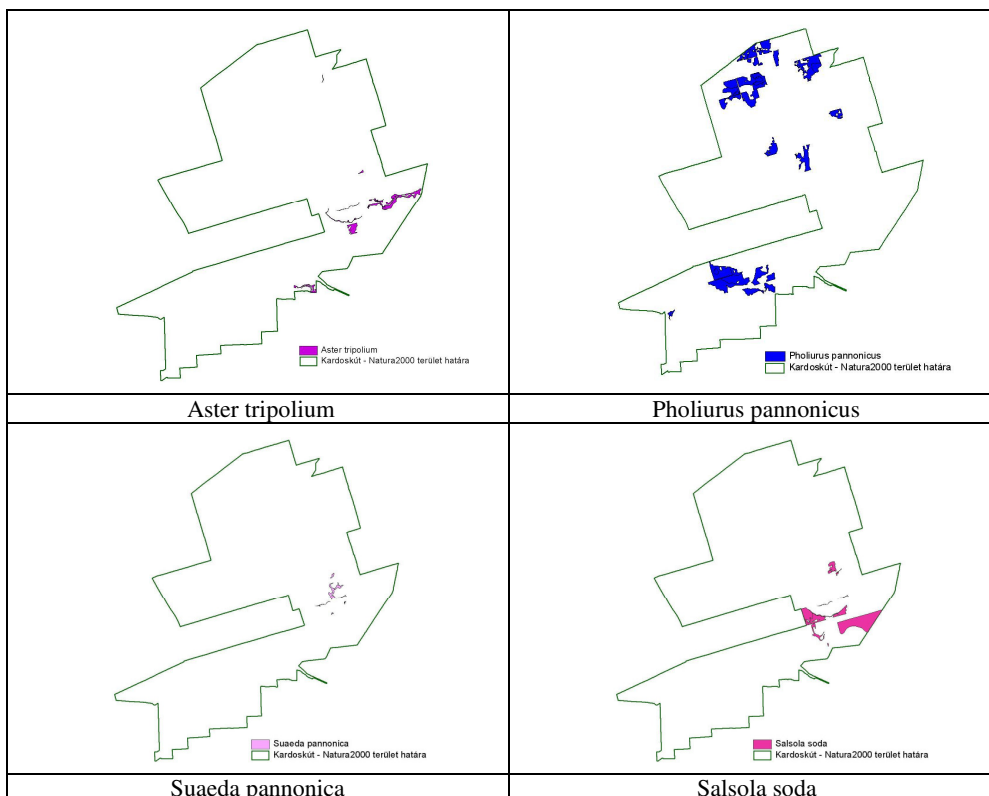 Aster tripolium
Kardoskút - Natura2000 terület határa
Pholiurus pannonicus
Kardoskút - Natura2000 terület határa
Aster tripolium
Pholiurus pannonicus
Suaeda pannonica
Kardoskút - Natura2000 terület határa
Salsola soda
Kardoskút - Natura2000 terület határa
Suaeda pannonica
Salsola soda